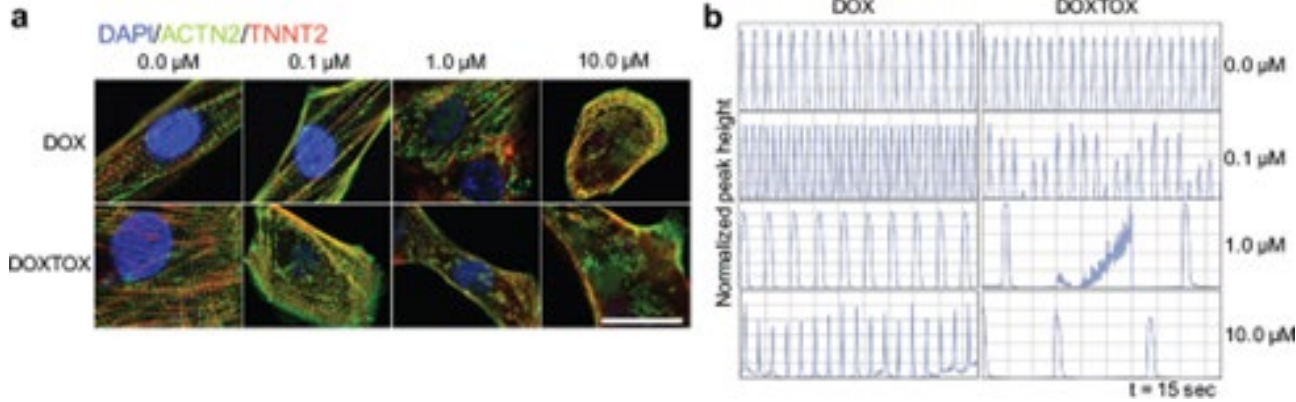 a
DAPI/ACTN2/TNNT2
0.0 µM 0.1 µM 1.0 µM 10.0 µM
DOX
DOXTOX
b
DOX DOXTOX
Normalized peak height
0.0 µM
0.1 µM
1.0 µM
10.0 µM
t = 15 sec